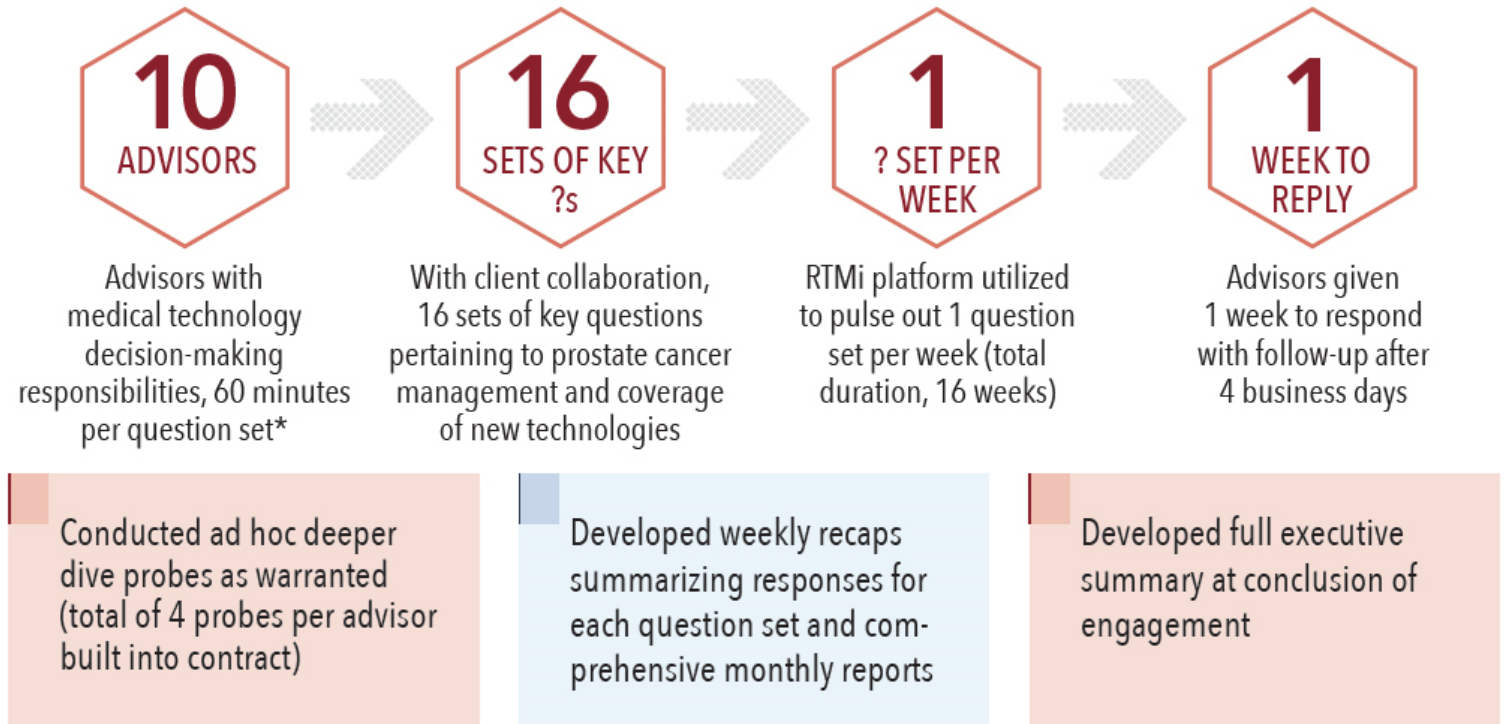 10
ADVISORS
Advisors with
medical technology
decision-making
responsibilities, 60 minutes
per question set*
16
SETS OF KEY
?s
With client collaboration,
16 sets of key questions
pertaining to prostate cancer
management and coverage
of new technologies
1
? SET PER
WEEK
RTMi platform utilized
to pulse out 1 question
set per week (total
duration, 16 weeks)
1
WEEK TO
REPLY
Advisors given
1 week to respond
with follow-up after
4 business days
Conducted ad hoc deeper
dive probes as warranted
(total of 4 probes per advisor
built into contract)
Developed weekly recaps
summarizing responses for
each question set and com-
prehensive monthly reports
Developed full executive
summary at conclusion of
engagement